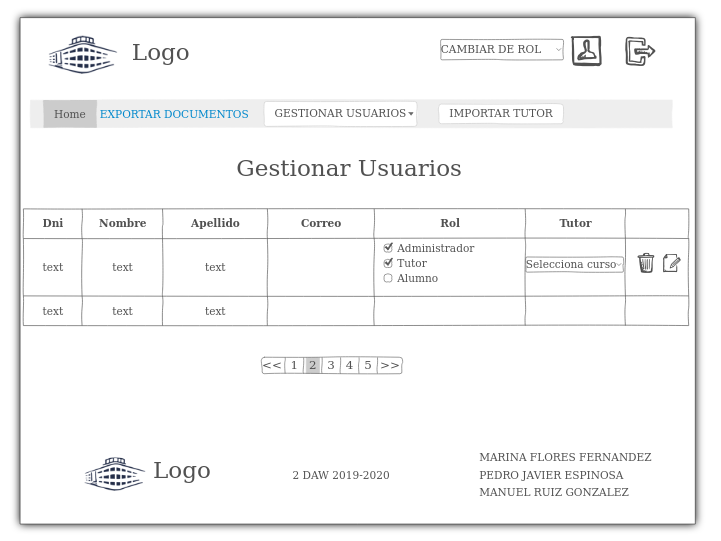 Logo
CAMBIAR DE ROL
Home EXPORTAR DOCUMENTOS GESTIONAR USUARIOS IMPORTAR TUTOR
Gestionar Usuarios
Dni Nombre Apellido Correo Rol Tutor
Administrador
text text text Tutor Selecciona curso
Alumno
text text text
<< 1 2 3 4 5 >>
Logo
2 DAW 2019-2020
MARINA FLORES FERNANDEZ
PEDRO JAVIER ESPINOSA
MANUEL RUIZ GONZALEZ